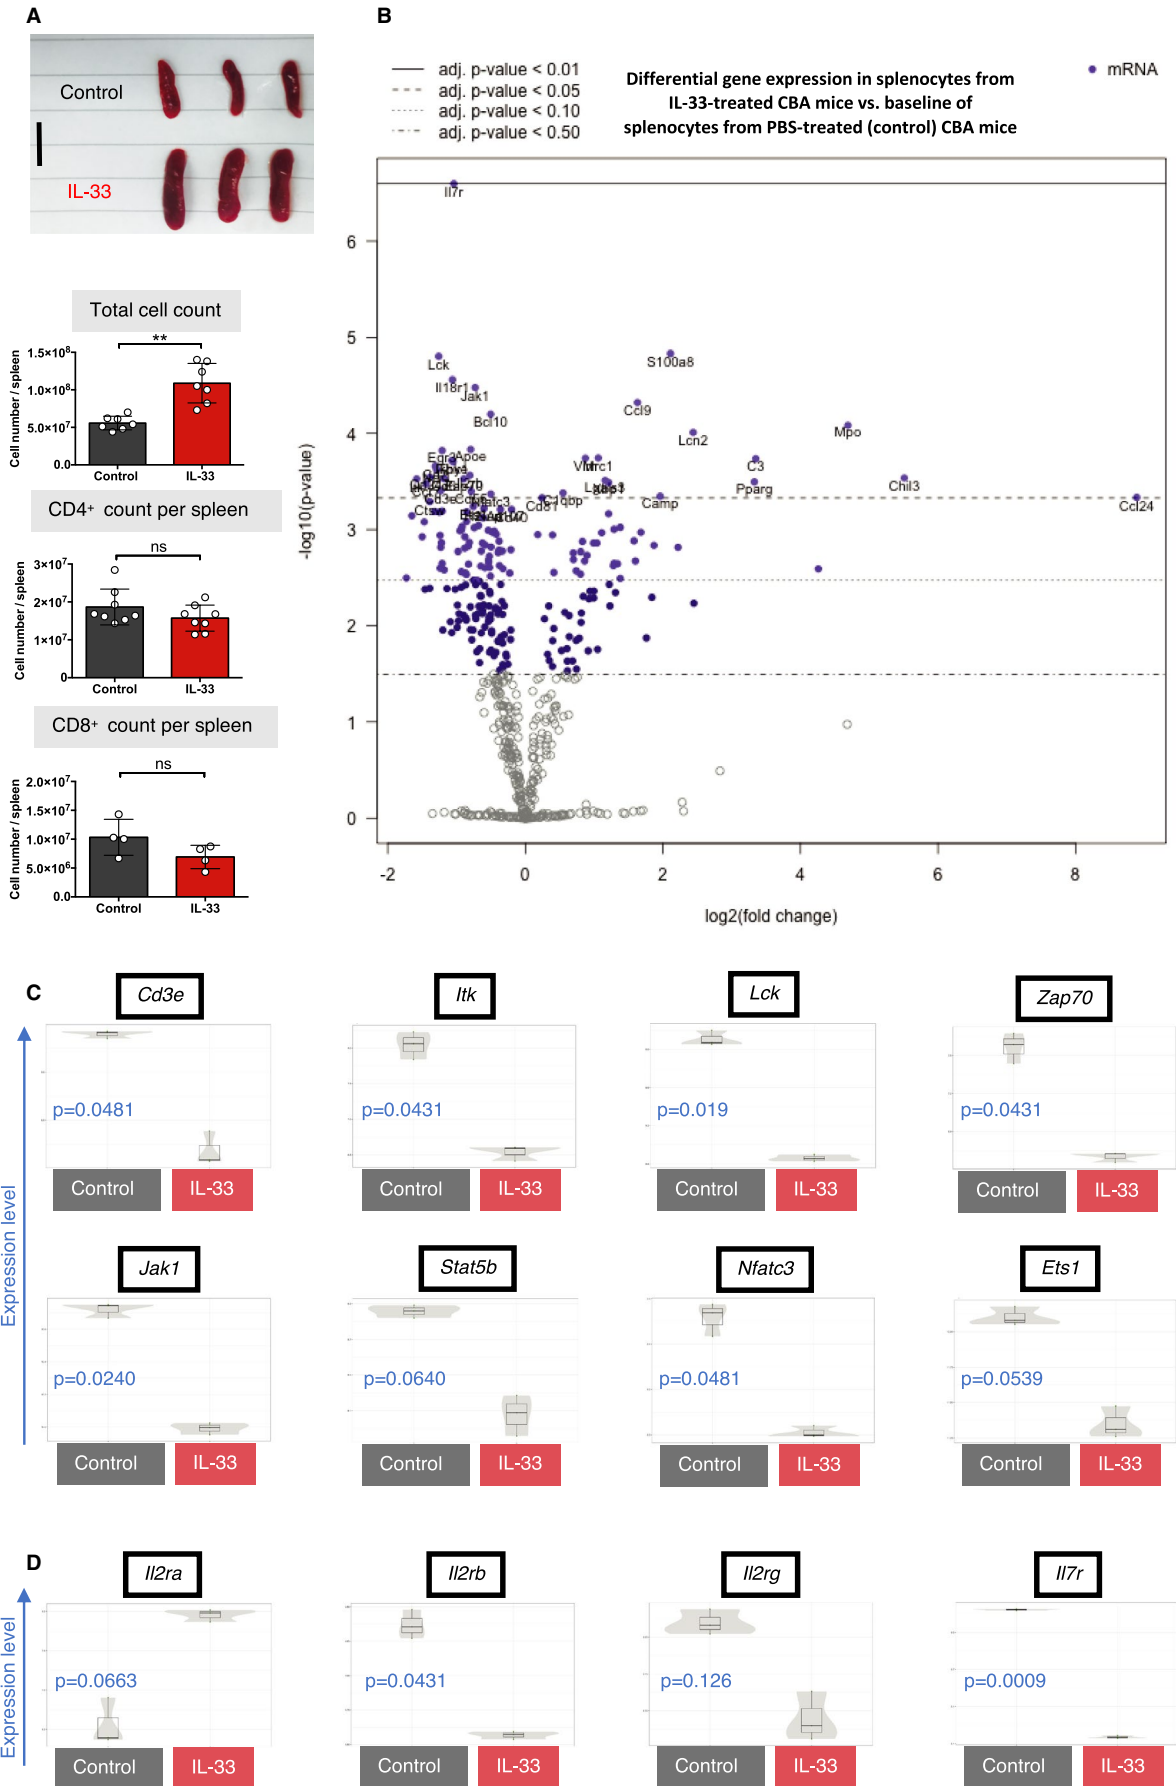 A
Control
IL-33
Total cell count
**
Cell number / spleen
1.5×10⁸
1.0×10⁸
5.0×10⁷
0.0
Control
IL-33
CD4⁺ count per spleen
ns
Cell number / spleen
3×10⁷
2×10⁷
1×10⁷
0
Control
IL-33
CD8⁺ count per spleen
ns
Cell number / spleen
2.0×10⁷
1.5×10⁷
1.0×10⁷
5.0×10⁶
0.0
Control
IL-33
B
adj. p-value < 0.01
adj. p-value < 0.05
adj. p-value < 0.10
adj. p-value < 0.50
Differential gene expression in splenocytes from
IL-33-treated CBA mice vs. baseline of
splenocytes from PBS-treated (control) CBA mice
mRNA
-log10(p-value)
6
5
4
3
2
1
0
Il7r
Lck
S100a8
Il18r1
Jak1
Ccl9
Bcl10
Mpo
Lcn2
Egr3
Apoe
Mrc1
C3
Pparg
Chil3
Camp
Ccl24
C1qbp
Cd81
Ctsw
-2
0
2
4
6
8
log2(fold change)
C
Expression level
Cd3e
p=0.0481
Control
IL-33
Itk
p=0.0431
Control
IL-33
Lck
p=0.019
Control
IL-33
Zap70
p=0.0431
Control
IL-33
Jak1
p=0.0240
Control
IL-33
Stat5b
p=0.0640
Control
IL-33
Nfatc3
p=0.0481
Control
IL-33
Ets1
p=0.0539
Control
IL-33
D
Expression level
Il2ra
p=0.0663
Control
IL-33
Il2rb
p=0.0431
Control
IL-33
Il2rg
p=0.126
Control
IL-33
Il7r
p=0.0009
Control
IL-33